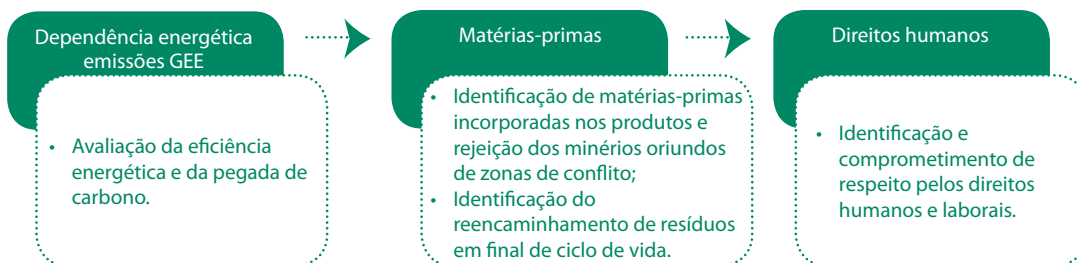 Dependência energética
emissões GEE
• Avaliação da eficiência
energética e da pegada de
carbono.
Matérias-primas
• Identificação de matérias-primas
incorporadas nos produtos e
rejeição dos minérios oriundos
de zonas de conflito;
• Identificação do
reencaminhamento de resíduos
em final de ciclo de vida.
Direitos humanos
• Identificação e
comprometimento de
respeito pelos direitos
humanos e laborais.